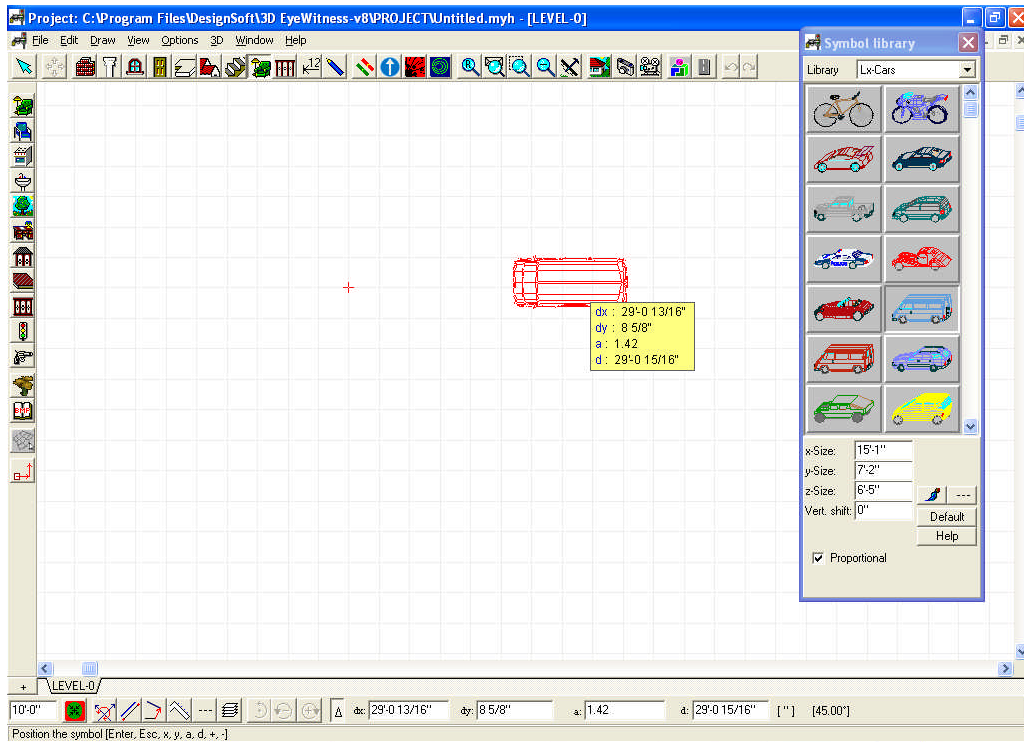 Project: C:\Program Files\DesignSoft\3D EyeWitness-v8\PROJECT\Untitled.myh - [LEVEL-0]
File Edit Draw View Options 3D Window Help
Symbol library
Library Lx-Cars
12
dx : 29'-0 13/16"
dy : 8 5/8"
a : 1.42
d : 29'-0 15/16"
BMP
x-Size: 15'-1"
y-Size: 7'-2"
z-Size: 6'-5"
Vert. shift: 0"
---
Default
Help
Proportional
+ LEVEL-0
10'-0" --- Δ dx: 29'-0 13/16" dy: 8 5/8" a: 1.42 d: 29'-0 15/16" [ " ] [45.00°]
Position the symbol [Enter, Esc, x, y, a, d, +, -]